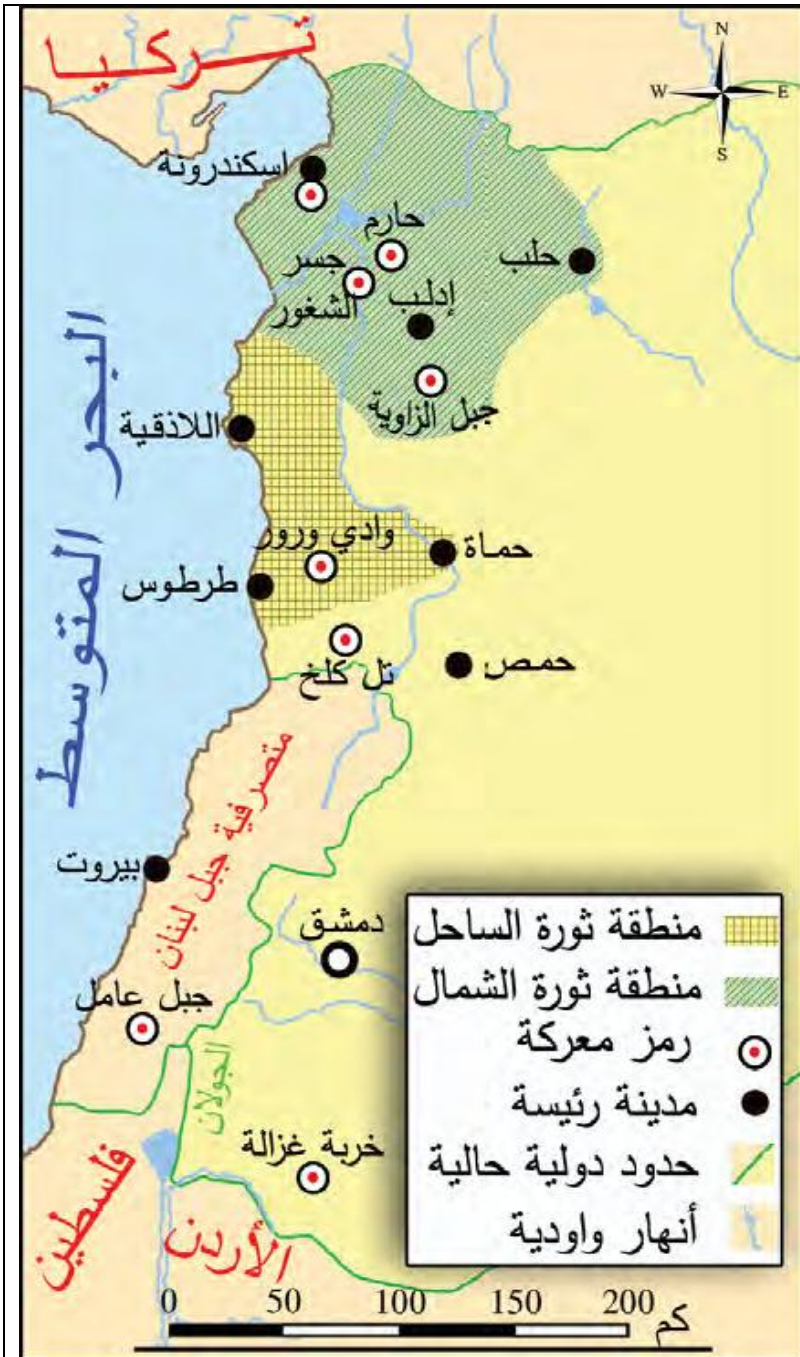 تركيا
N
W
E
S
اسكندرونة
حارم
حلب
جسر
الشغور
إدلب
جبل الزاوية
البحر المتوسط
اللاذقية
وادي ورور
حماة
طرطوس
تل كلخ
حمص
متصرفية جبل لبنان
بيروت
دمشق
جبل عامل
الجولان
خربة غزالة
فلسطين
الأردن
منطقة ثورة الساحل
منطقة ثورة الشمال
رمز معركة
مدينة رئيسة
حدود دولية حالية
أنهار واودية
0 50 100 150 200
كم